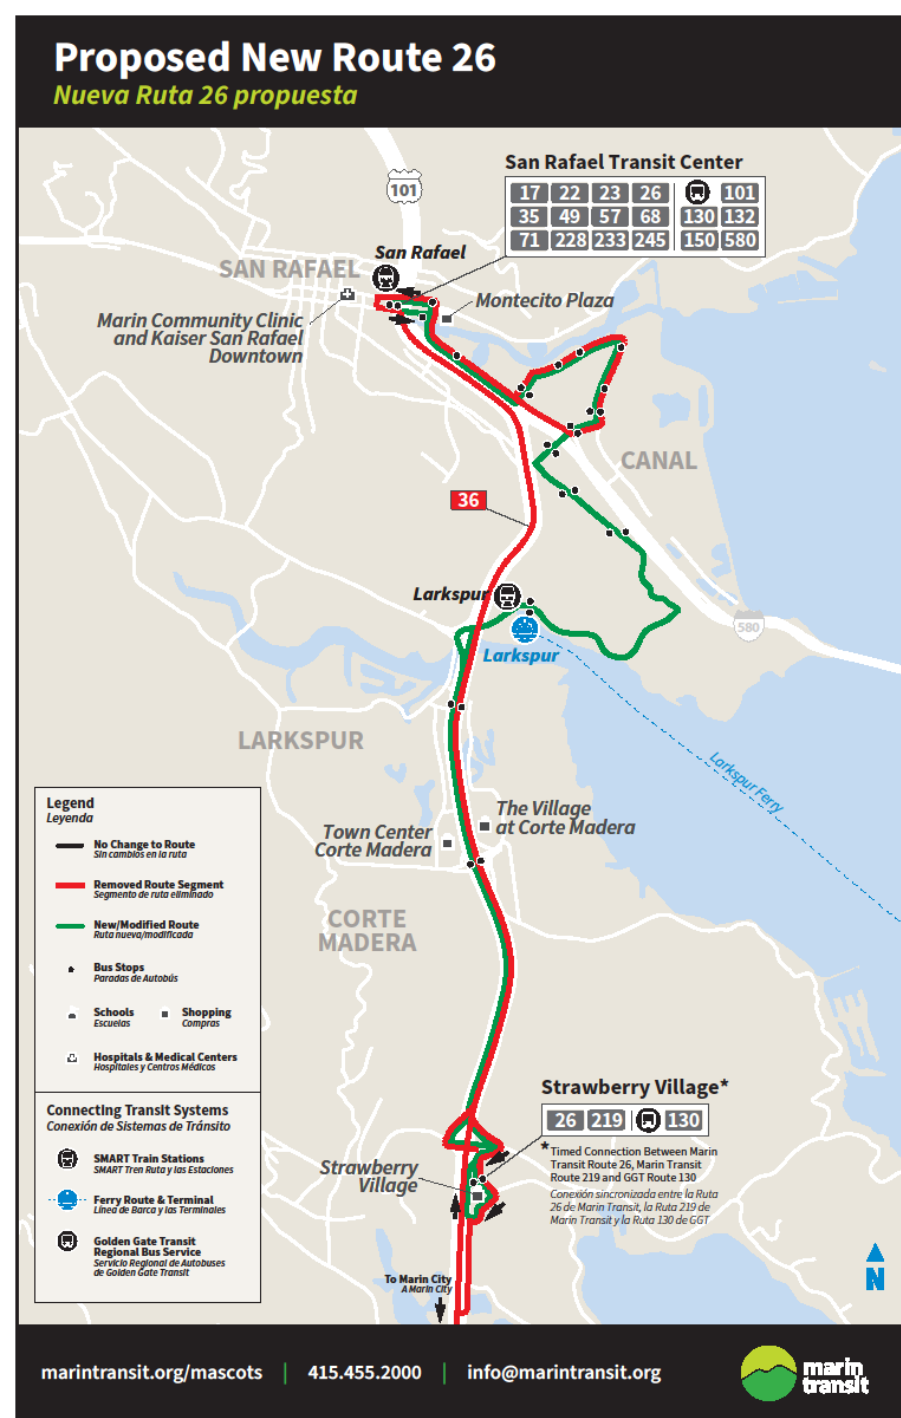 Proposed New Route 26
Nueva Ruta 26 propuesta
San Rafael Transit Center
17 22 23 26 101
35 49 57 68 130 132
71 228 233 245 150 580
101
San Rafael
SAN RAFAEL
Montecito Plaza
Marin Community Clinic
and Kaiser San Rafael
Downtown
CANAL
36
Larkspur
580
Larkspur
LARKSPUR
Larkspur Ferry
The Village
at Corte Madera
Town Center
Corte Madera
CORTE
MADERA
Legend
Leyenda
No Change to Route
Sin cambios en la ruta
Removed Route Segment
Segmento de ruta eliminado
New/Modified Route
Ruta nueva/modificada
Bus Stops
Paradas de Autobús
Schools
Escuelas
Shopping
Compras
Hospitals & Medical Centers
Hospitales y Centros Médicos
Connecting Transit Systems
Conexión de Sistemas de Tránsito
SMART Train Stations
SMART Tren Ruta y las Estaciones
Ferry Route & Terminal
Línea de Barca y las Terminales
Golden Gate Transit
Regional Bus Service
Servicio Regional de Autobuses
de Golden Gate Transit
Strawberry Village*
26 219 130
*Timed Connection Between Marin
Transit Route 26, Marin Transit
Route 219 and GGT Route 130
Conexión sincronizada entre la Ruta
26 de Marin Transit, la Ruta 219 de
Marin Transit y la Ruta 130 de GGT
Strawberry
Village
To Marin City
A Marin City
N
marintransit.org/mascots | 415.455.2000 | info@marintransit.org
marin
transit